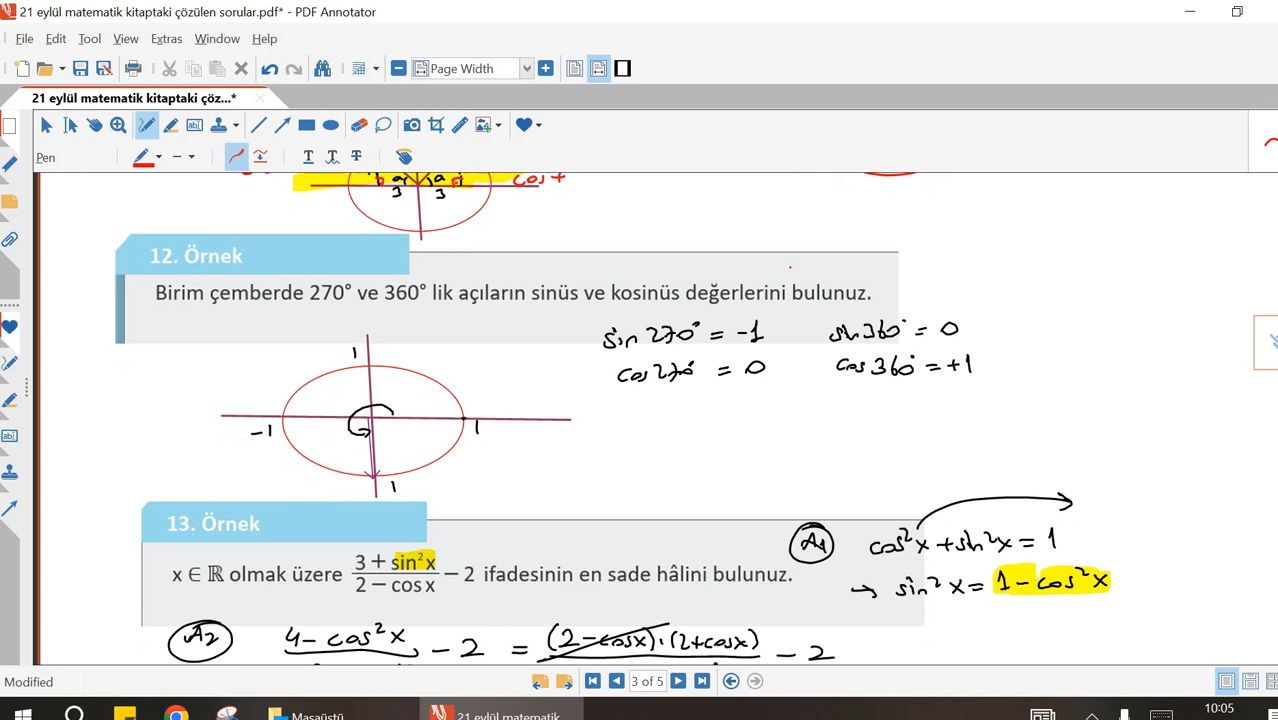 21 eylül matematik kitaptaki çözülen sorular.pdf* - PDF Annotator
File Edit Tool View Extras Window Help
Page Width
21 eylül matematik kitaptaki çöz...*
Pen
a a cos +
3 3
12. Örnek
Birim çemberde 270° ve 360° lik açıların sinüs ve kosinüs değerlerini bulunuz.
sin 270° = -1 sin 360° = 0
cos 270° = 0 cos 360° = +1
1
-1 1
1
13. Örnek
x ∈ ℝ olmak üzere (3 + sin²x)/(2 − cos x) − 2 ifadesinin en sade hâlini bulunuz.
A1 cos²x + sin²x = 1
→ sin²x = 1 - cos²x
A2 4 - cos²x - 2 = (2 - cosx) · (2 + cosx) - 2
3 of 5
Modified
Masaüstü 21 eylül matematik 10:05